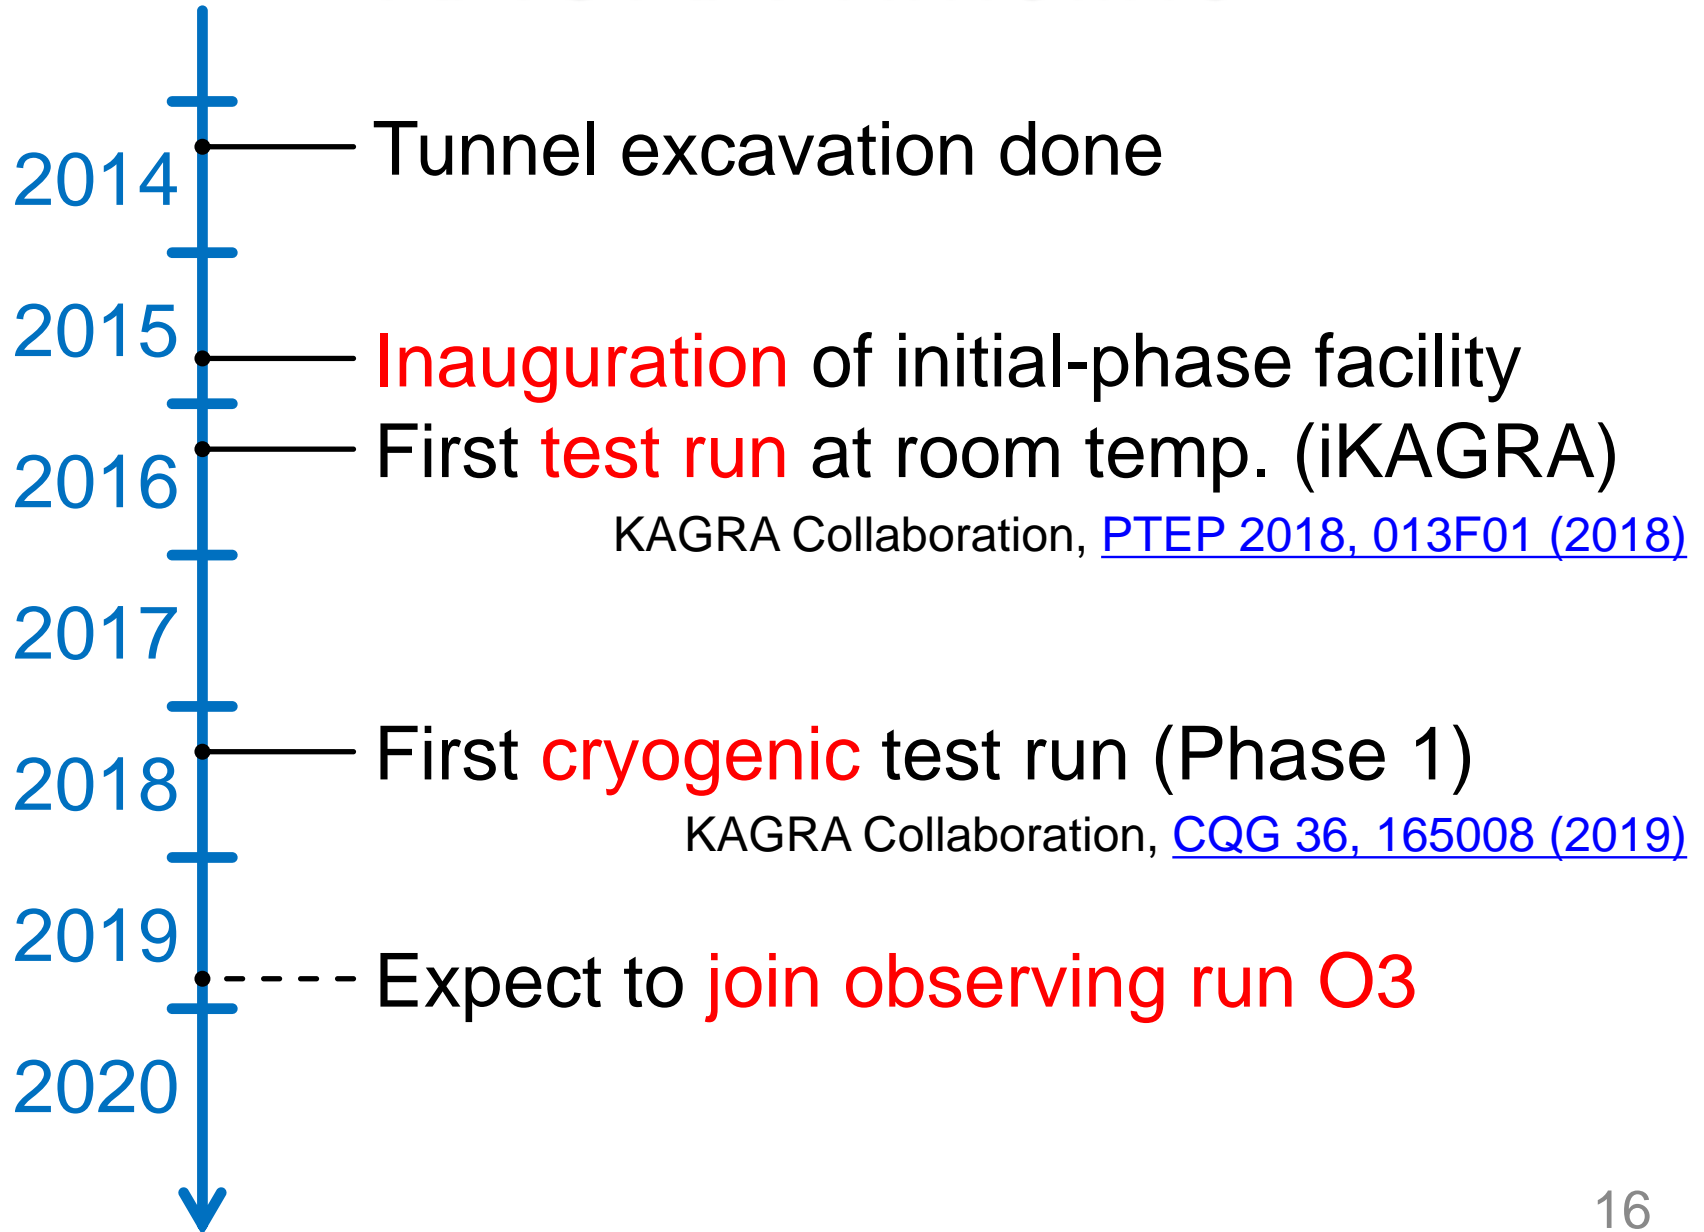 2014
Tunnel excavation done
2015
Inauguration of initial-phase facility
First test run at room temp. (iKAGRA)
2016
KAGRA Collaboration, PTEP 2018, 013F01 (2018)
2017
First cryogenic test run (Phase 1)
2018
KAGRA Collaboration, CQG 36, 165008 (2019)
2019
Expect to join observing run O3
2020
16